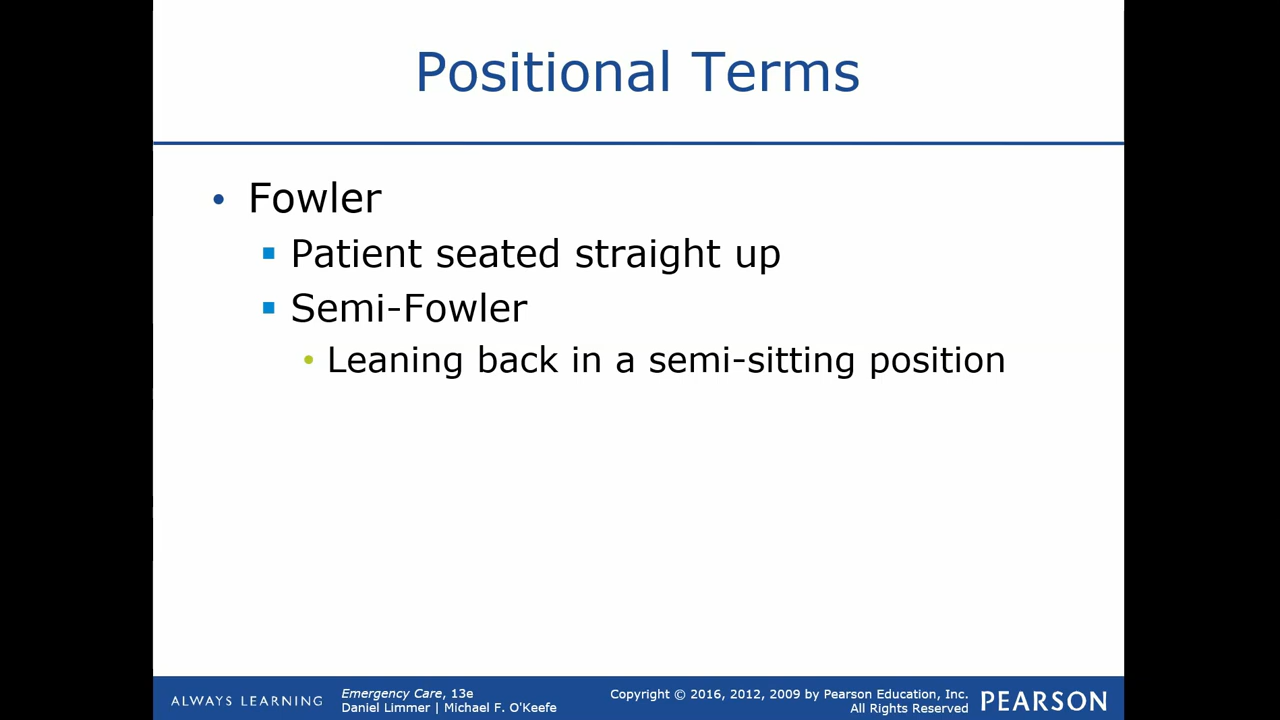 Positional Terms
• Fowler
▪ Patient seated straight up
▪ Semi-Fowler
• Leaning back in a semi-sitting position
ALWAYS LEARNING
Emergency Care, 13e
Daniel Limmer | Michael F. O'Keefe
Copyright © 2016, 2012, 2009 by Pearson Education, Inc.
All Rights Reserved
PEARSON